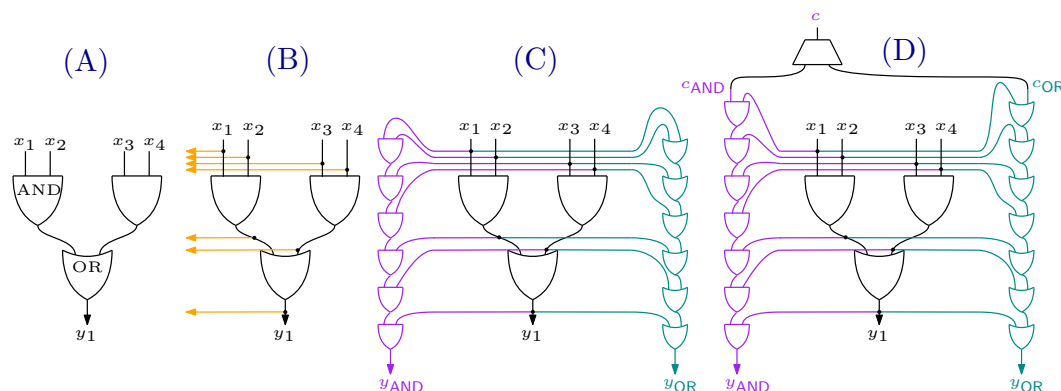 c
(A) (B) (C) (D)
c_AND c_OR
x₁ x₂ x₃ x₄ x₁ x₂ x₃ x₄ x₁ x₂ x₃ x₄ x₁ x₂ x₃ x₄
AND
OR
y₁ y₁ y₁ y₁
y_AND y_OR y_AND y_OR